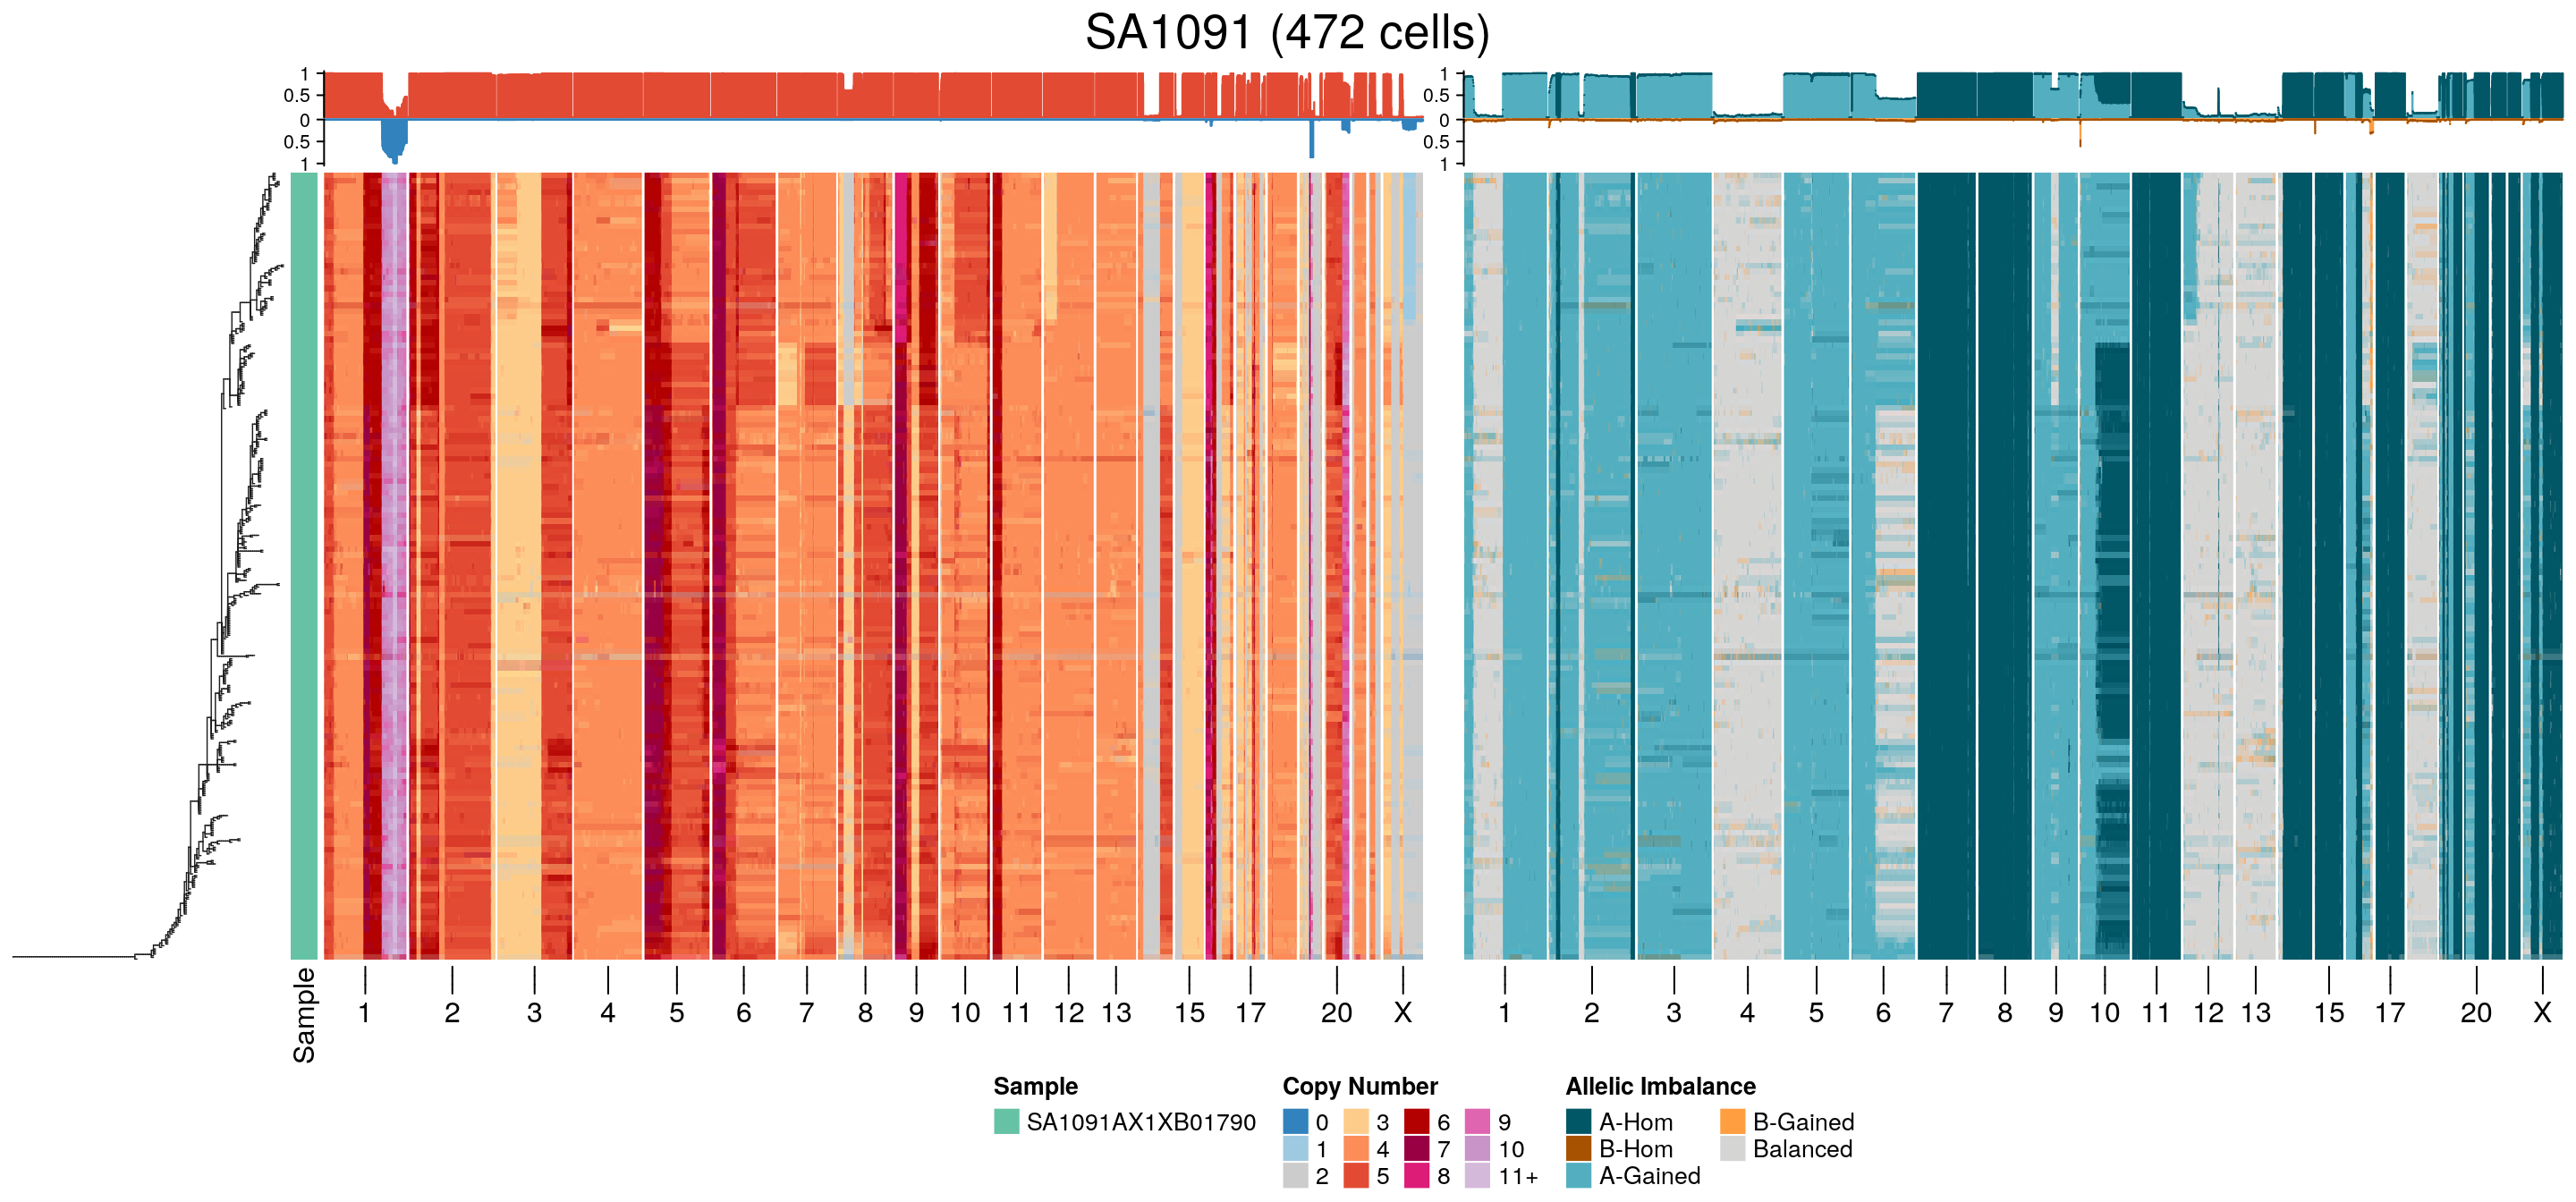 SA1091 (472 cells)
1
0.5
0
0.5
1
1
0.5
0
0.5
1
Sample
1 2 3 4 5 6 7 8 9 10 11 12 13 15 17 20 X
1 2 3 4 5 6 7 8 9 10 11 12 13 15 17 20 X
Sample
SA1091AX1XB01790
Copy Number
0 3 6 9
1 4 7 10
2 5 8 11+
Allelic Imbalance
A-Hom B-Gained
B-Hom Balanced
A-Gained